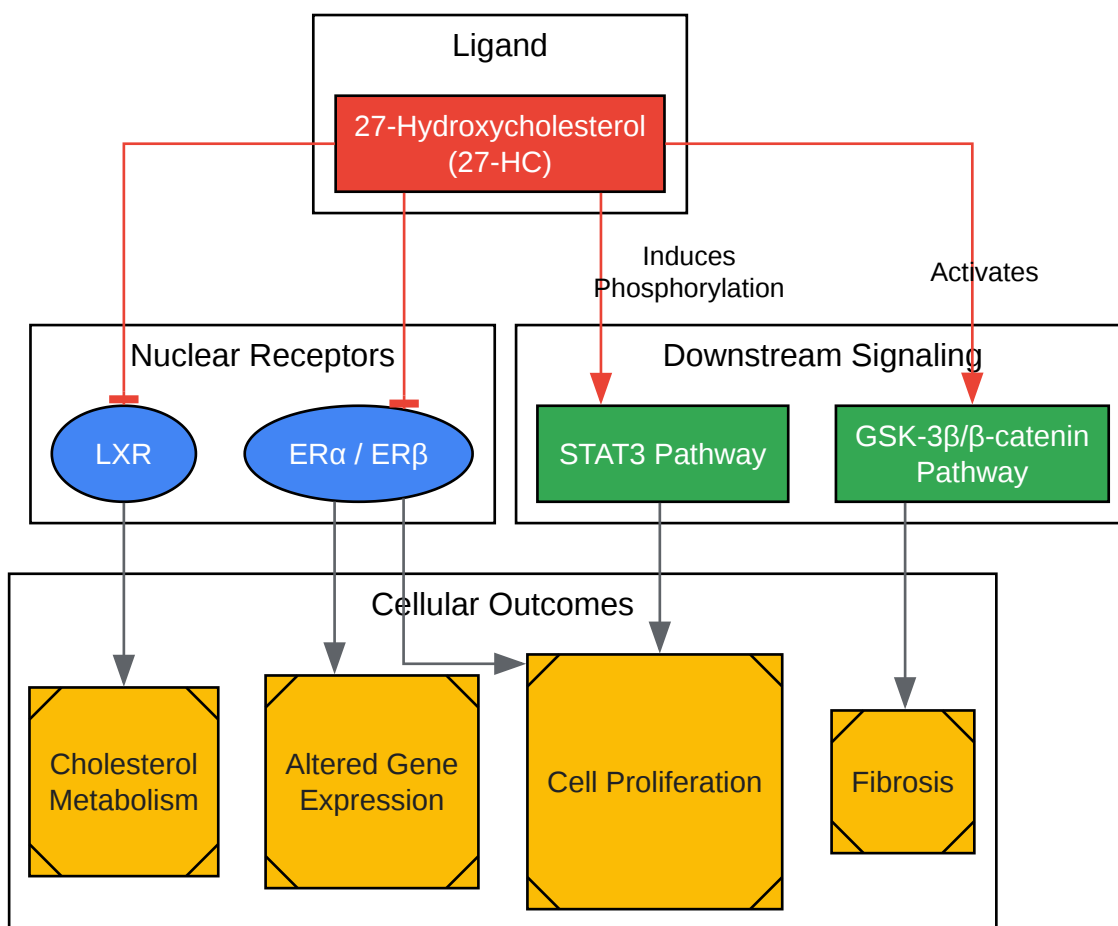 Ligand
27-Hydroxycholesterol
(27-HC)
Induces
Phosphorylation
Activates
Nuclear Receptors
Downstream Signaling
LXR
ERα / ERβ
STAT3 Pathway
GSK-3β/β-catenin
Pathway
Cellular Outcomes
Cholesterol
Metabolism
Altered Gene
Expression
Cell Proliferation
Fibrosis